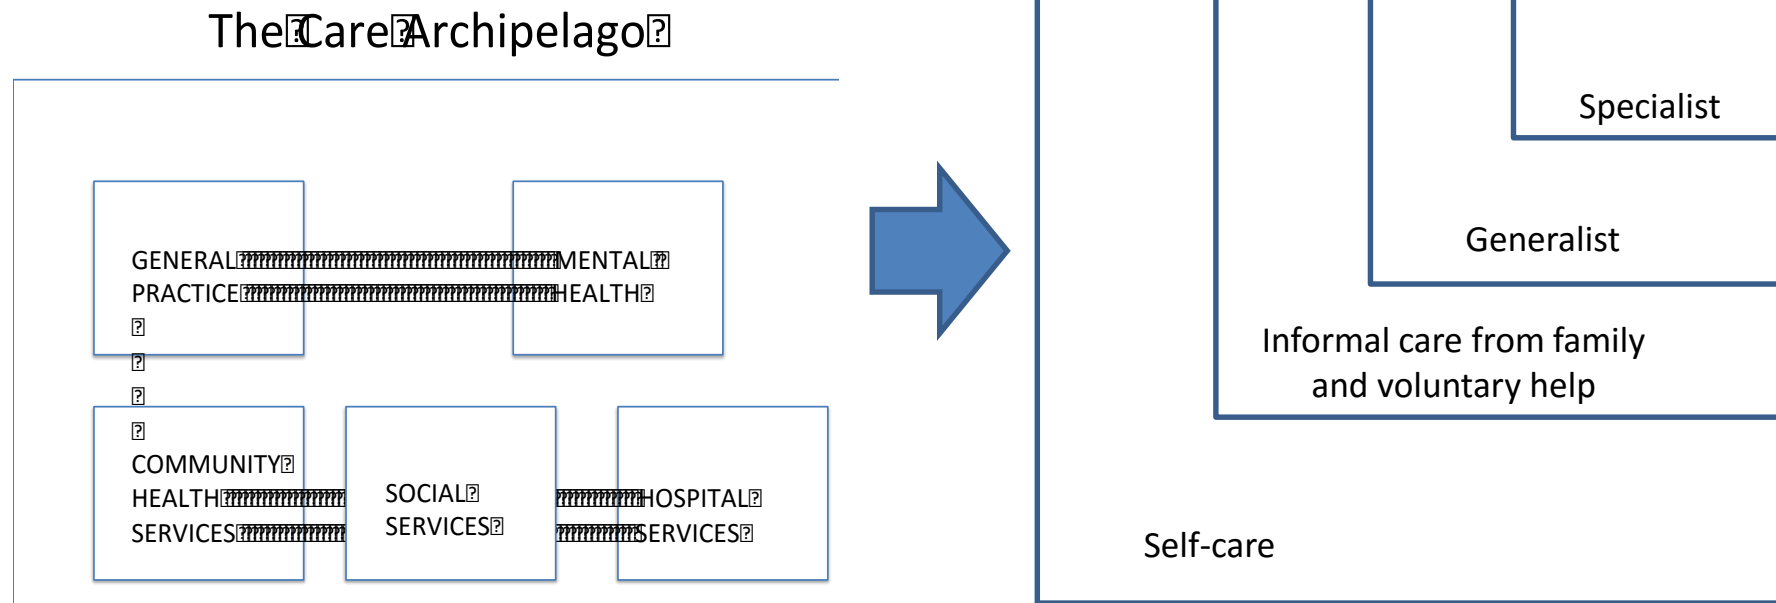 The Care Archipelago
GENERAL MENTAL
PRACTICE HEALTH
COMMUNITY
HEALTH HOSPITAL
SERVICES SERVICES
SOCIAL
SERVICES
Specialist
Generalist
Informal care from family
and voluntary help
Self-care